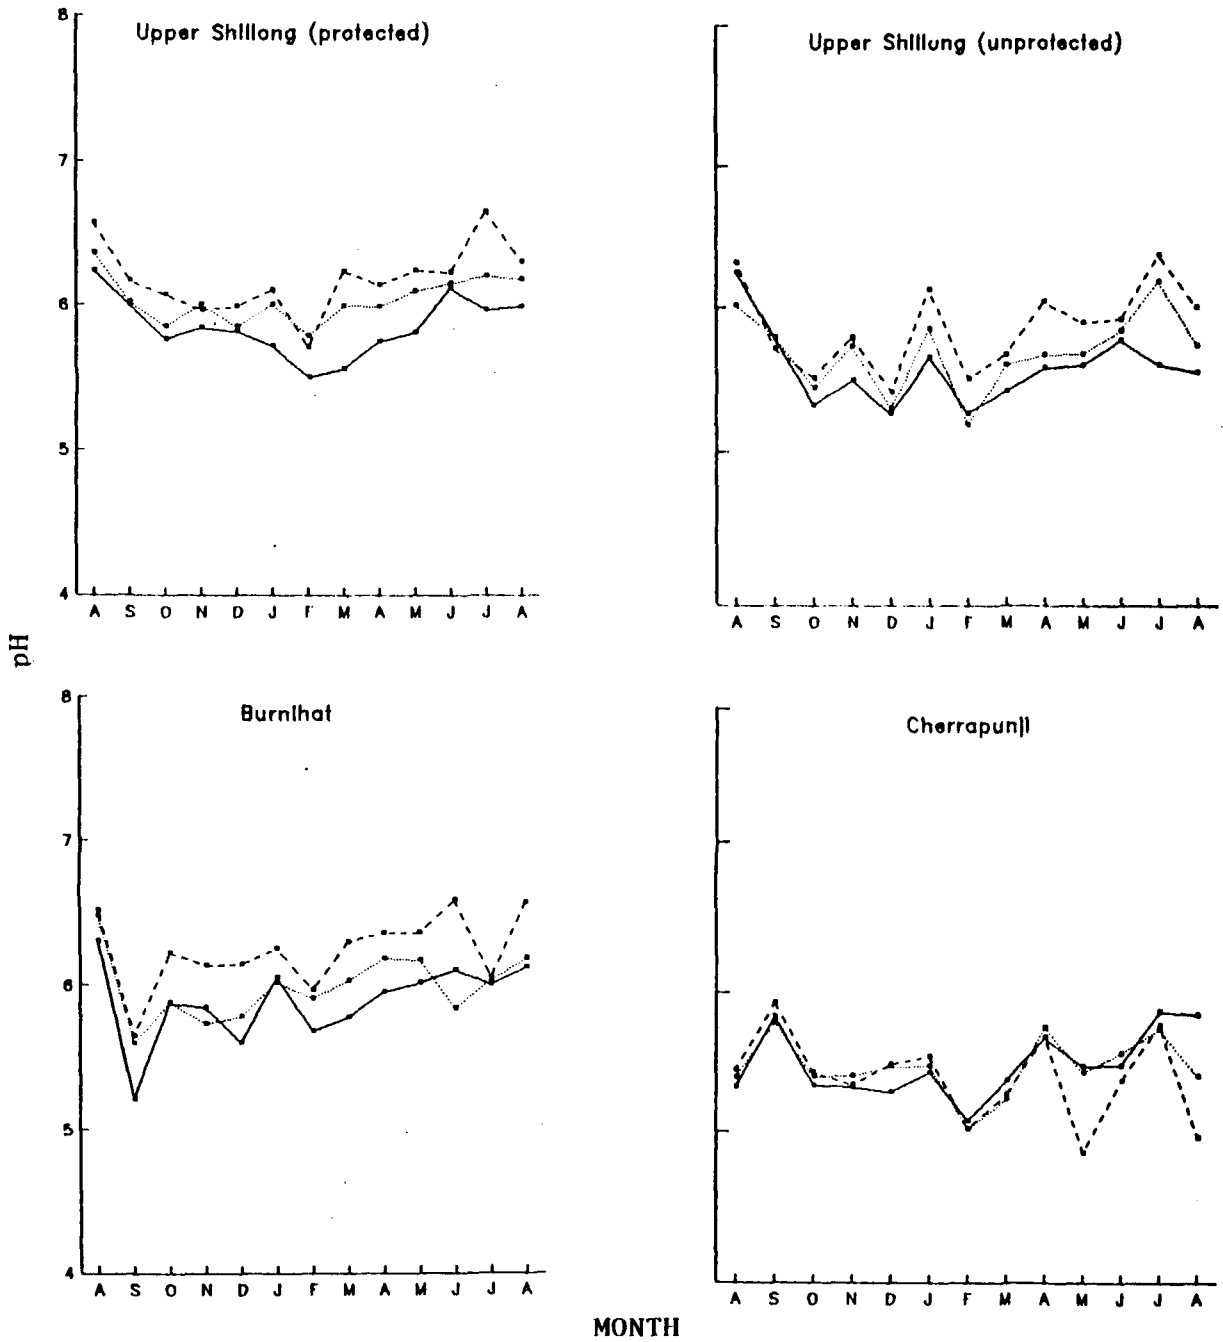 Upper Shillong (protected)
8
7
6
5
4
A S O N D J F M A M J J A
Upper Shillung (unprotected)
A S O N D J F M A M J J A
pH
Burnihat
8
7
6
5
4
A S O N D J F M A M J J A
Cherrapunji
A S O N D J F M A M J J A
MONTH